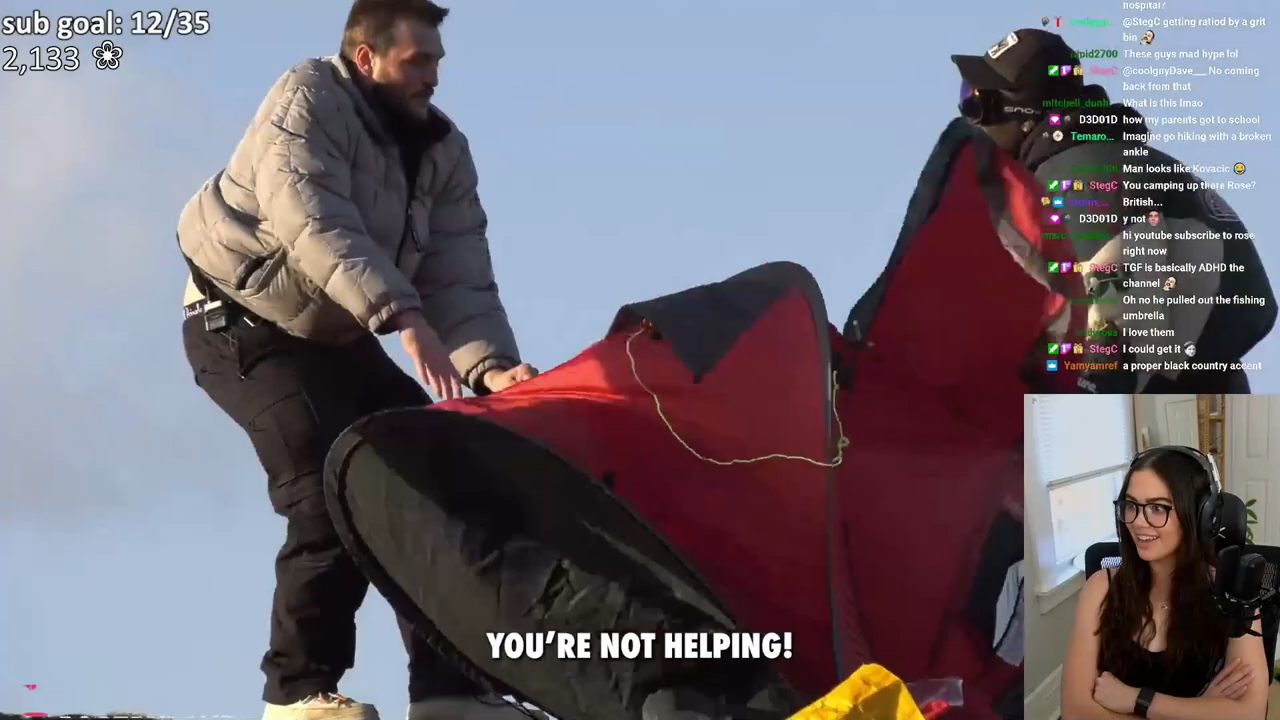 sub goal: 12/35
2,133
hospital?
@StegC getting ratiod by a grit
bin
These guys mad hype lol
StegC @coolguyDave___ No coming
back from that
What is this lmao
D3D01D how my parents got to school
Temaro... Imagine go hiking with a broken
ankle
Man looks like Kovacic
StegC You camping up there Rose?
British...
D3D01D y not
hi youtube subscribe to rose
right now
StegC TGF is basically ADHD the
channel
Oh no he pulled out the fishing
umbrella
I love them
StegC I could get it
Yamyamref a proper black country accent
YOU'RE NOT HELPING!